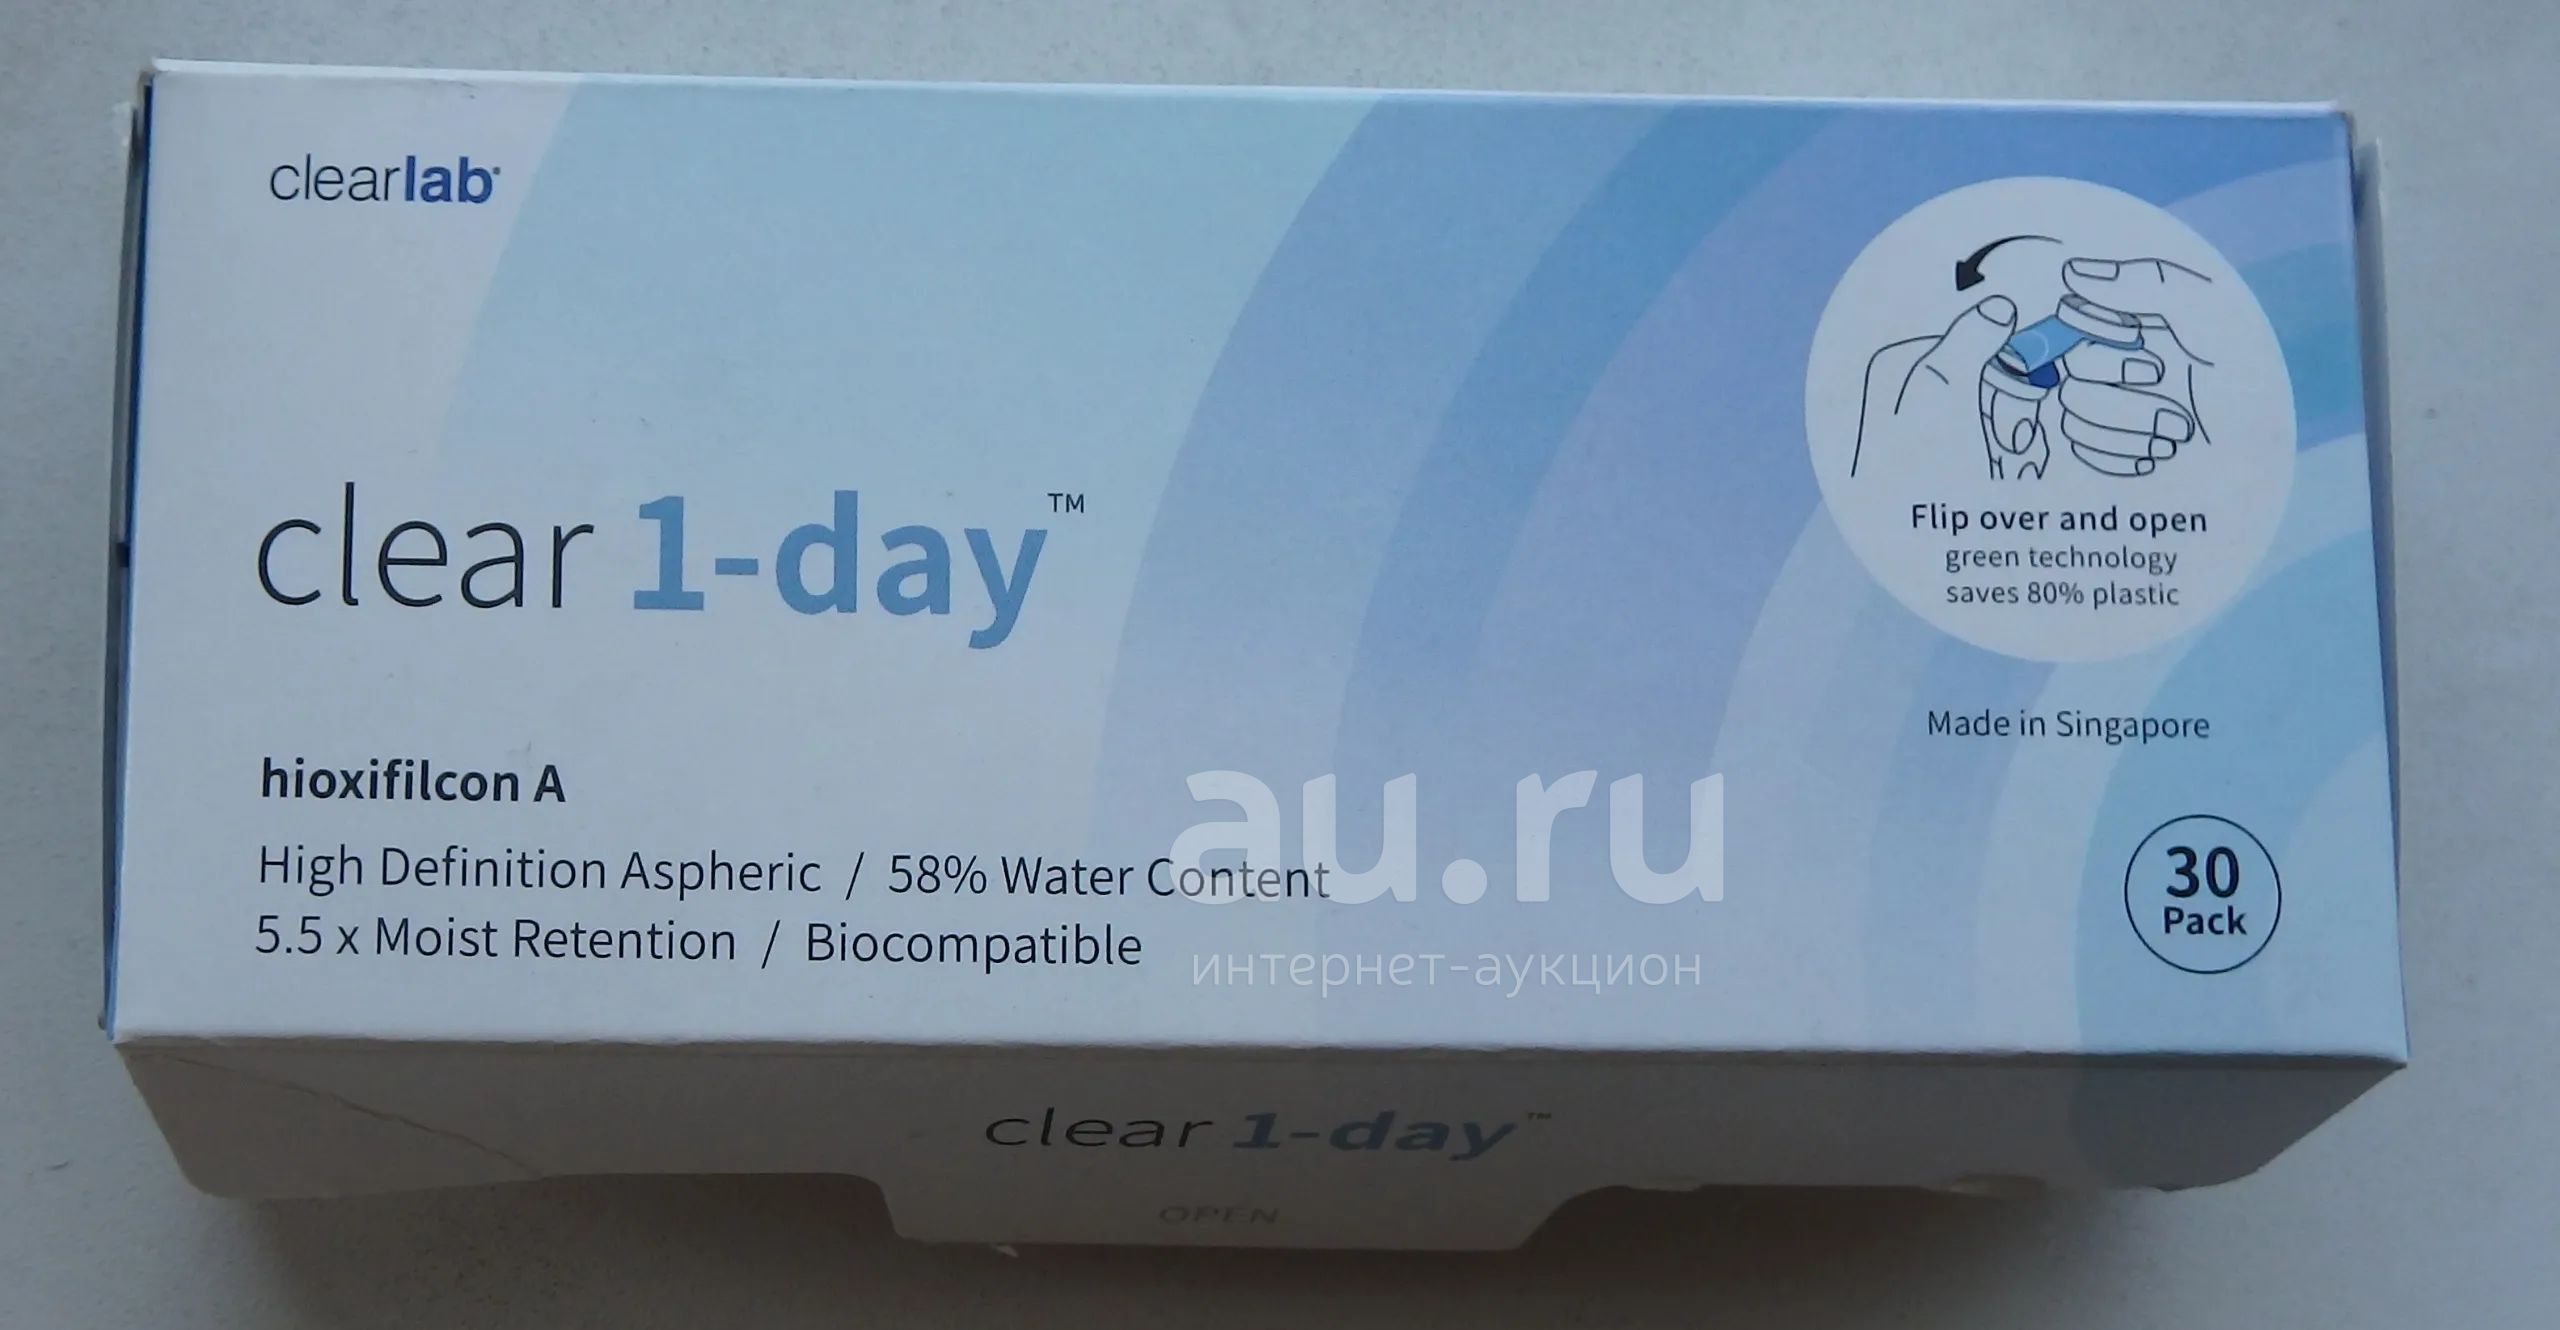 clearlab
clear 1-day™
hioxifilcon A
High Definition Aspheric / 58% Water Content
5.5 x Moist Retention / Biocompatible
Flip over and open
green technology
saves 80% plastic
Made in Singapore
30
Pack
au.ru
интернет-аукцион
clear 1-day™
OPEN